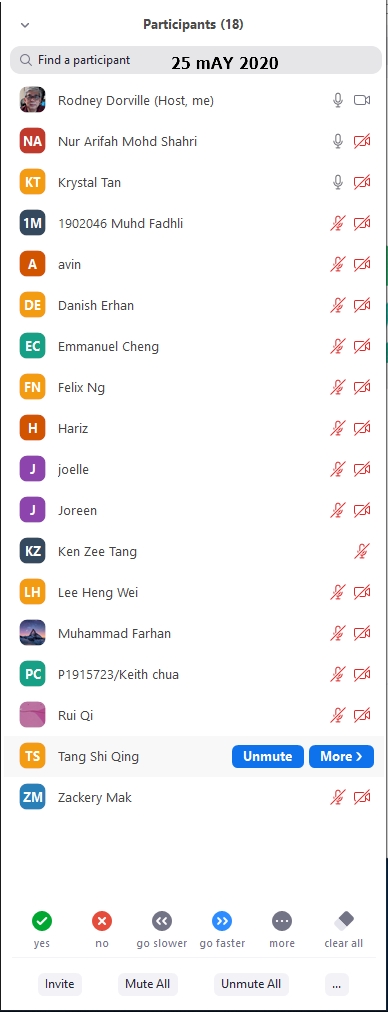 Participants (18)
Find a participant 25 mAY 2020
Rodney Dorville (Host, me)
NA Nur Arifah Mohd Shahri
KT Krystal Tan
1M 1902046 Muhd Fadhli
A avin
DE Danish Erhan
EC Emmanuel Cheng
FN Felix Ng
H Hariz
J joelle
J Joreen
KZ Ken Zee Tang
LH Lee Heng Wei
Muhammad Farhan
PC P1915723/Keith chua
Rui Qi
TS Tang Shi Qing Unmute More >
ZM Zackery Mak
yes no go slower go faster more clear all
Invite Mute All Unmute All ...